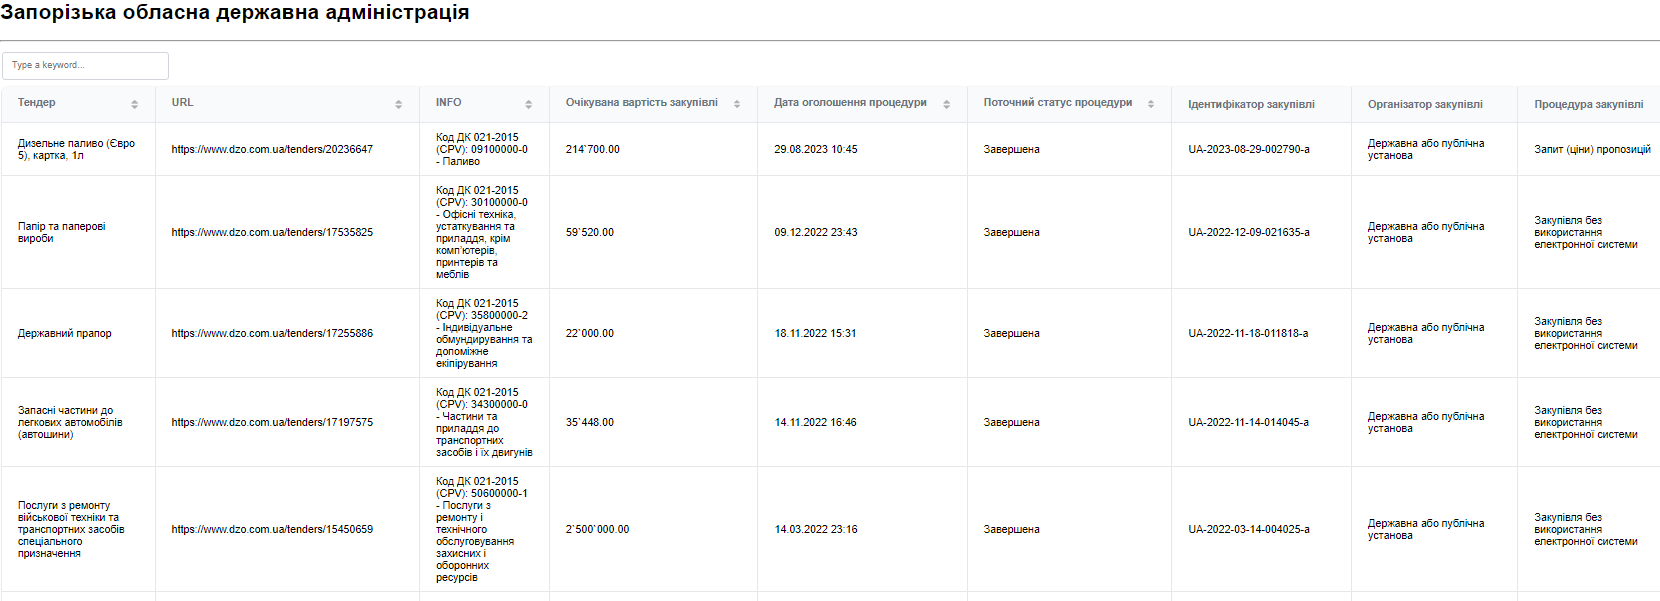 Запорізька обласна державна адміністрація
Type a keyword...
Тендер
URL
INFO
Очікувана вартість закупівлі
Дата оголошення процедури
Поточний статус процедури
Ідентифікатор закупівлі
Організатор закупівлі
Процедура закупівлі
Дизельне паливо (Євро
5), картка, 1л
https://www.dzo.com.ua/tenders/20236647
Код ДК 021-2015
(CPV): 09100000-0
- Паливо
214`700.00
29.08.2023 10:45
Завершена
UA-2023-08-29-002790-a
Державна або публічна
установа
Запит (ціни) пропозицій
Папір та паперові
вироби
https://www.dzo.com.ua/tenders/17535825
Код ДК 021-2015
(CPV): 30100000-0
- Офісні техніка,
устаткування та
приладдя, крім
комп'ютерів,
принтерів та
меблів
59`520.00
09.12.2022 23:43
Завершена
UA-2022-12-09-021635-a
Державна або публічна
установа
Закупівля без
використання
електронної системи
Державний прапор
https://www.dzo.com.ua/tenders/17255886
Код ДК 021-2015
(CPV): 35800000-2
- Індивідуальне
обмундирування та
допоміжне
екіпірування
22`000.00
18.11.2022 15:31
Завершена
UA-2022-11-18-011818-a
Державна або публічна
установа
Закупівля без
використання
електронної системи
Запасні частини до
легкових автомобілів
(автошини)
https://www.dzo.com.ua/tenders/17197575
Код ДК 021-2015
(CPV): 34300000-0
- Частини та
приладдя до
транспортних
засобів і їх двигунів
35`448.00
14.11.2022 16:46
Завершена
UA-2022-11-14-014045-a
Державна або публічна
установа
Закупівля без
використання
електронної системи
Послуги з ремонту
військової техніки та
транспортних засобів
спеціального
призначення
https://www.dzo.com.ua/tenders/15450659
Код ДК 021-2015
(CPV): 50600000-1
- Послуги з
ремонту і
технічного
обслуговування
захисних і
оборонних
ресурсів
2`500`000.00
14.03.2022 23:16
Завершена
UA-2022-03-14-004025-a
Державна або публічна
установа
Закупівля без
використання
електронної системи